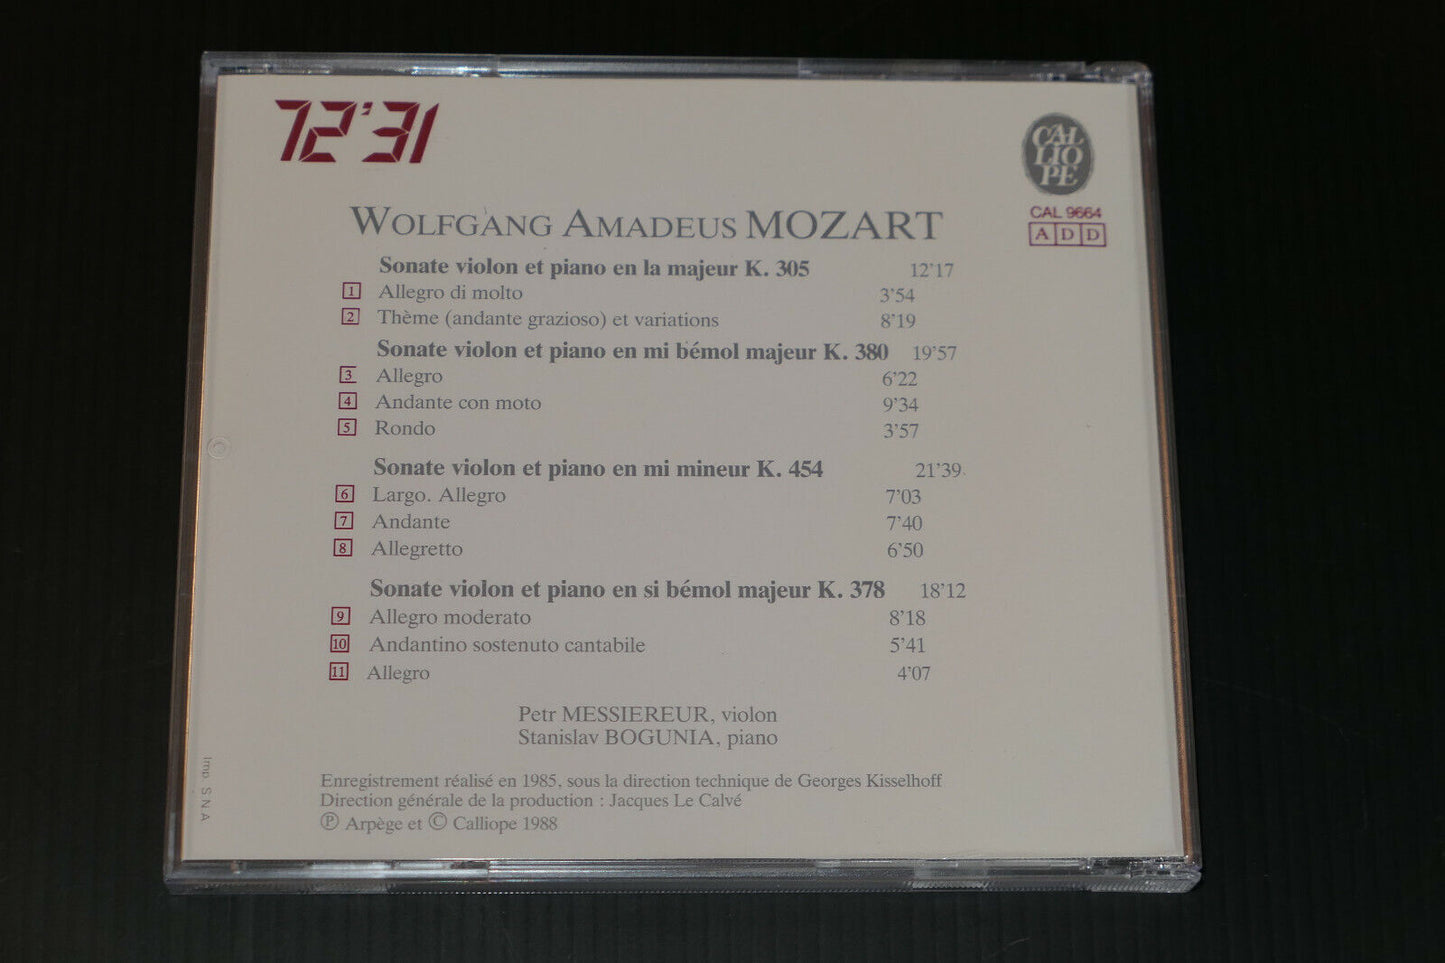 72'31
CAL
LIO
PE
CAL 9664
A D D
WOLFGANG AMADEUS MOZART
Sonate violon et piano en la majeur K. 305 12'17
1 Allegro di molto 3'54
2 Thème (andante grazioso) et variations 8'19
Sonate violon et piano en mi bémol majeur K. 380 19'57
3 Allegro 6'22
4 Andante con moto 9'34
5 Rondo 3'57
Sonate violon et piano en mi mineur K. 454 21'39
6 Largo. Allegro 7'03
7 Andante 7'40
8 Allegretto 6'50
Sonate violon et piano en si bémol majeur K. 378 18'12
9 Allegro moderato 8'18
10 Andantino sostenuto cantabile 5'41
11 Allegro 4'07
Petr MESSIEREUR, violon
Stanislav BOGUNIA, piano
Enregistrement réalisé en 1985, sous la direction technique de Georges Kisselhoff
Direction générale de la production : Jacques Le Calvé
℗ Arpège et © Calliope 1988
Imp. S.N.A